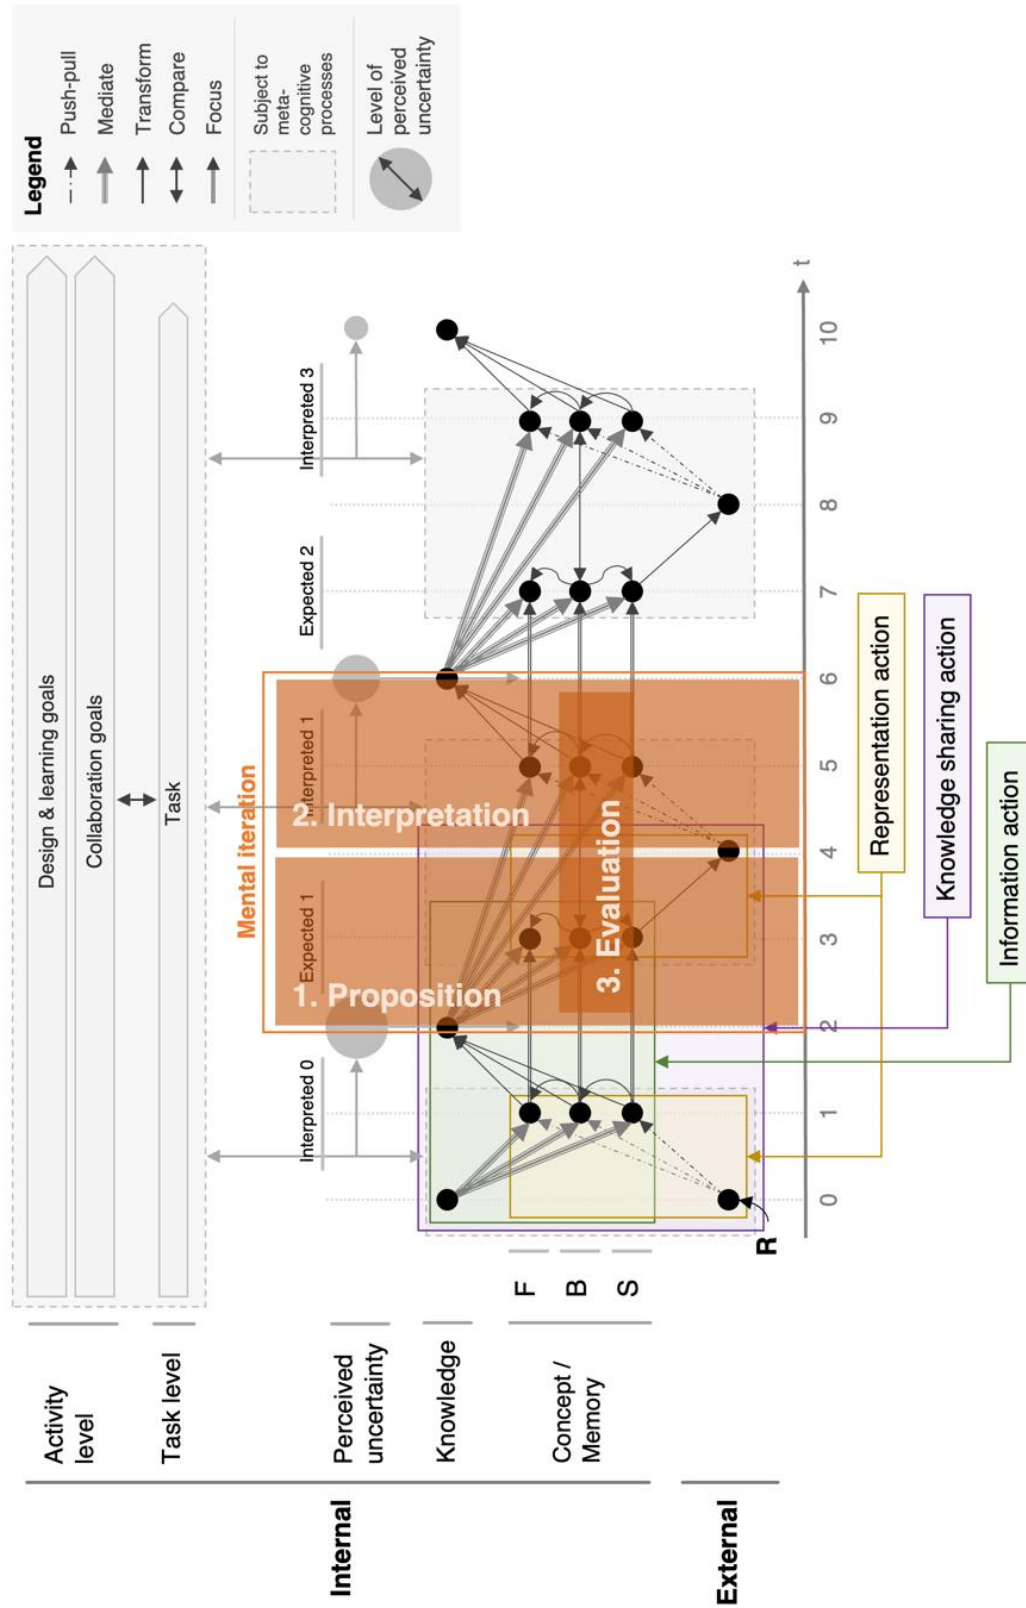 Legend
Push-pull
Mediate
Transform
Compare
Focus
Subject to
meta-
cognitive
processes
Level of
perceived
uncertainty
Activity
level
Design & learning goals
Collaboration goals
Task level
Task
Internal
Perceived
uncertainty
Interpreted 0
Expected 1
Interpreted 1
Expected 2
Interpreted 3
Mental iteration
1. Proposition
2. Interpretation
3. Evaluation
Knowledge
Concept /
Memory
F
B
S
External
R
0
1
2
3
4
5
6
7
8
9
10
t
Representation action
Knowledge sharing action
Information action